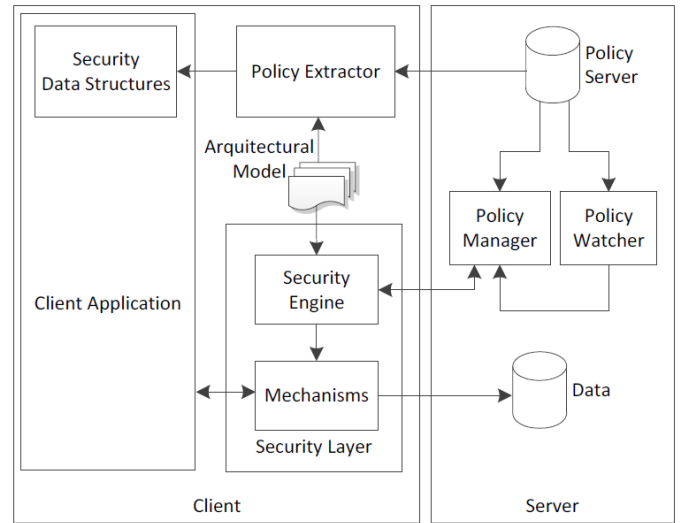 Security
Data Structures
Policy Extractor
Policy
Server
Arquitectural
Model
Policy
Manager
Policy
Watcher
Security
Engine
Client Application
Mechanisms
Data
Security Layer
Client
Server